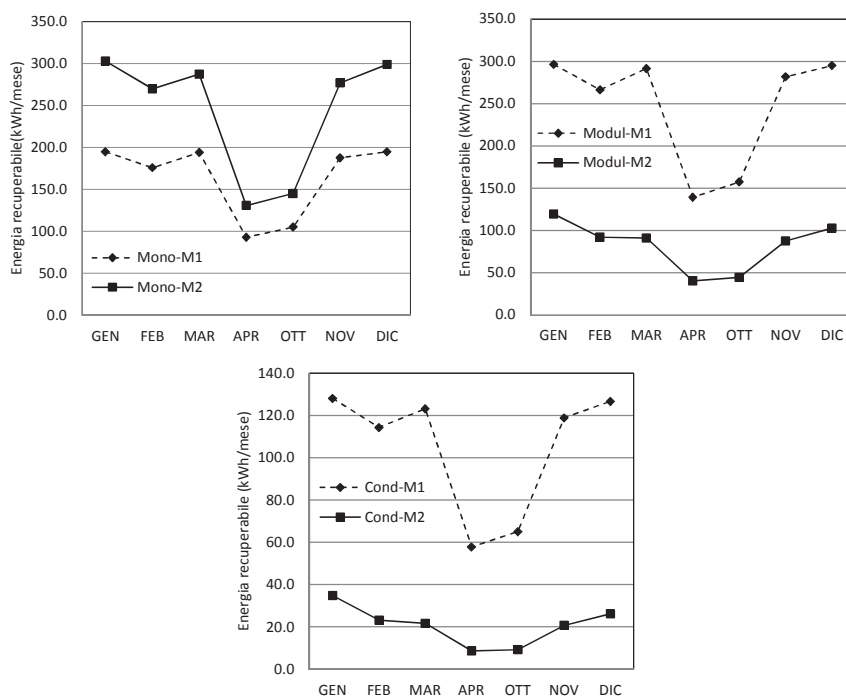 Energia recuperabile(kWh/mese)
350.0
300.0
250.0
200.0
150.0
100.0
50.0
0.0
Mono-M1
Mono-M2
GEN FEB MAR APR OTT NOV DIC
Energia recuperabile (kWh/mese)
350.0
300.0
250.0
200.0
150.0
100.0
50.0
0.0
Modul-M1
Modul-M2
GEN FEB MAR APR OTT NOV DIC
Energia recuperabile (kWh/mese)
140.0
120.0
100.0
80.0
60.0
40.0
20.0
0.0
Cond-M1
Cond-M2
GEN FEB MAR APR OTT NOV DIC